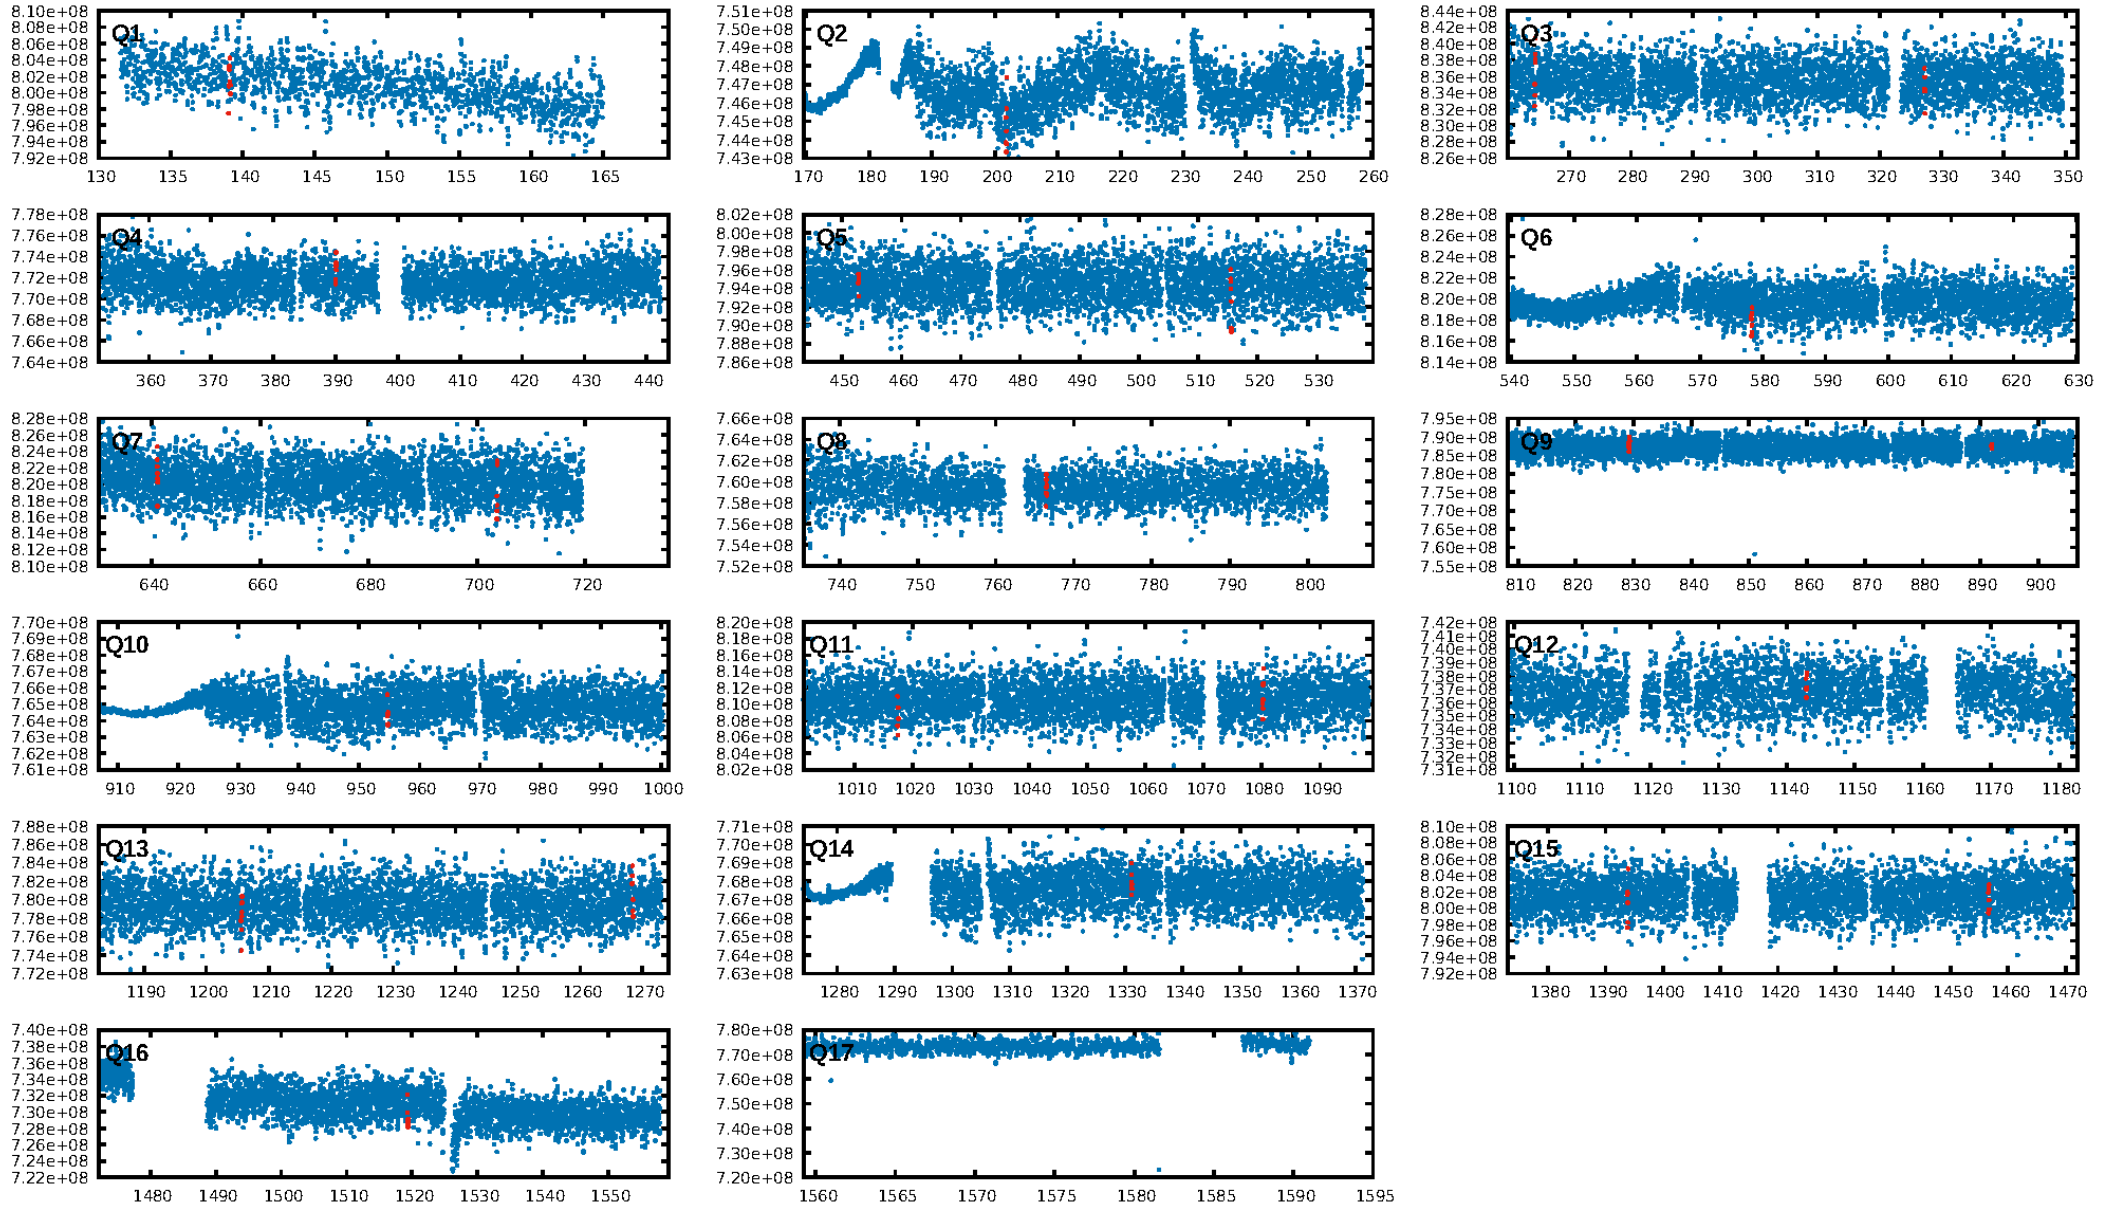 8.10e+08
8.08e+08
Q1
8.06e+08
8.04e+08
8.02e+08
8.00e+08
7.98e+08
7.96e+08
7.94e+08
7.92e+08
130 135 140 145 150 155 160 165
7.51e+08
7.50e+08
Q2
7.49e+08
7.48e+08
7.47e+08
7.46e+08
7.45e+08
7.44e+08
7.43e+08
170 180 190 200 210 220 230 240 250 260
8.44e+08
8.42e+08
Q3
8.40e+08
8.38e+08
8.36e+08
8.34e+08
8.32e+08
8.30e+08
8.28e+08
8.26e+08
270 280 290 300 310 320 330 340 350
7.78e+08
7.76e+08
Q4
7.74e+08
7.72e+08
7.70e+08
7.68e+08
7.66e+08
7.64e+08
360 370 380 390 400 410 420 430 440
8.02e+08
8.00e+08
Q5
7.98e+08
7.96e+08
7.94e+08
7.92e+08
7.90e+08
7.88e+08
7.86e+08
450 460 470 480 490 500 510 520 530
8.28e+08
8.26e+08
Q6
8.24e+08
8.22e+08
8.20e+08
8.18e+08
8.16e+08
8.14e+08
540 550 560 570 580 590 600 610 620 630
8.28e+08
8.26e+08
Q7
8.24e+08
8.22e+08
8.20e+08
8.18e+08
8.16e+08
8.14e+08
8.12e+08
8.10e+08
640 660 680 700 720
7.66e+08
7.64e+08
Q8
7.62e+08
7.60e+08
7.58e+08
7.56e+08
7.54e+08
7.52e+08
740 750 760 770 780 790 800
7.95e+08
7.90e+08
Q9
7.85e+08
7.80e+08
7.75e+08
7.70e+08
7.65e+08
7.60e+08
7.55e+08
810 820 830 840 850 860 870 880 890 900
7.70e+08
7.69e+08
Q10
7.68e+08
7.67e+08
7.66e+08
7.65e+08
7.64e+08
7.63e+08
7.62e+08
7.61e+08
910 920 930 940 950 960 970 980 990 1000
8.20e+08
8.18e+08
Q11
8.16e+08
8.14e+08
8.12e+08
8.10e+08
8.08e+08
8.06e+08
8.04e+08
8.02e+08
1010 1020 1030 1040 1050 1060 1070 1080 1090
7.42e+08
7.41e+08
Q12
7.40e+08
7.39e+08
7.38e+08
7.37e+08
7.36e+08
7.35e+08
7.34e+08
7.33e+08
7.32e+08
7.31e+08
1100 1110 1120 1130 1140 1150 1160 1170 1180
7.88e+08
7.86e+08
Q13
7.84e+08
7.82e+08
7.80e+08
7.78e+08
7.76e+08
7.74e+08
7.72e+08
1190 1200 1210 1220 1230 1240 1250 1260 1270
7.71e+08
7.70e+08
Q14
7.69e+08
7.68e+08
7.67e+08
7.66e+08
7.65e+08
7.64e+08
7.63e+08
1280 1290 1300 1310 1320 1330 1340 1350 1360 1370
8.10e+08
8.08e+08
Q15
8.06e+08
8.04e+08
8.02e+08
8.00e+08
7.98e+08
7.96e+08
7.94e+08
7.92e+08
1380 1390 1400 1410 1420 1430 1440 1450 1460 1470
7.40e+08
7.38e+08
Q16
7.36e+08
7.34e+08
7.32e+08
7.30e+08
7.28e+08
7.26e+08
7.24e+08
7.22e+08
1480 1490 1500 1510 1520 1530 1540 1550
7.80e+08
Q17
7.70e+08
7.60e+08
7.50e+08
7.40e+08
7.30e+08
7.20e+08
1560 1565 1570 1575 1580 1585 1590 1595